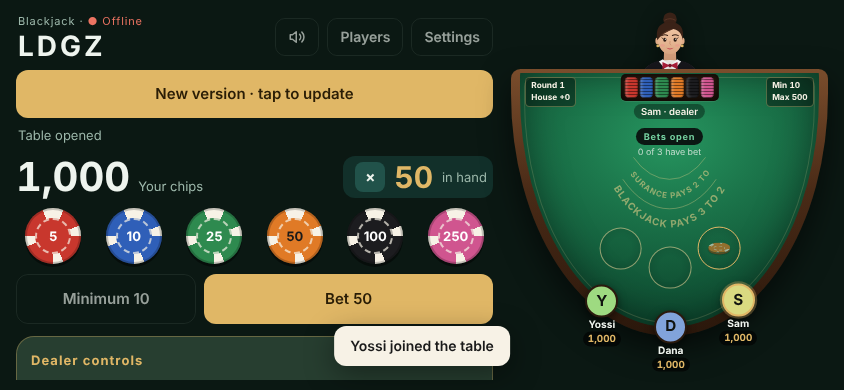 Blackjack · Offline
LDGZ
Players
Settings
New version · tap to update
Table opened
1,000 Your chips
× 50 in hand
5
10
25
50
100
250
Minimum 10
Bet 50
Dealer controls
Yossi joined the table
Round 1
House +0
Min 10
Max 500
Sam · dealer
Bets open
0 of 3 have bet
SURANCE PAYS 2 TO
BLACKJACK PAYS 3 TO 2
Y
Yossi
1,000
D
Dana
1,000
S
Sam
1,000